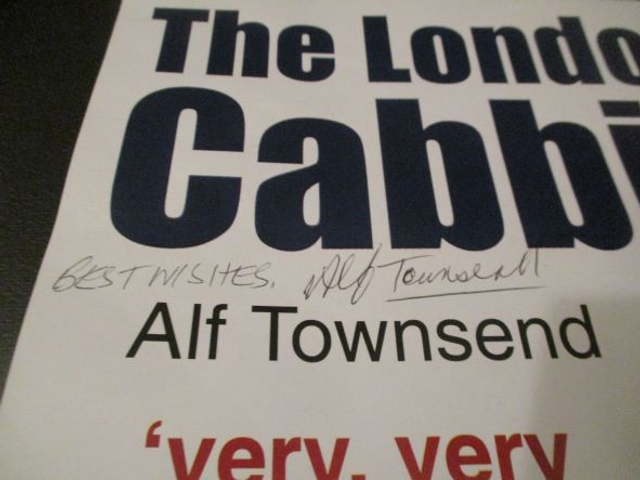 The Londo
Cabbi
BEST WISHES. Alf Townsend
Alf Townsend
'very, very